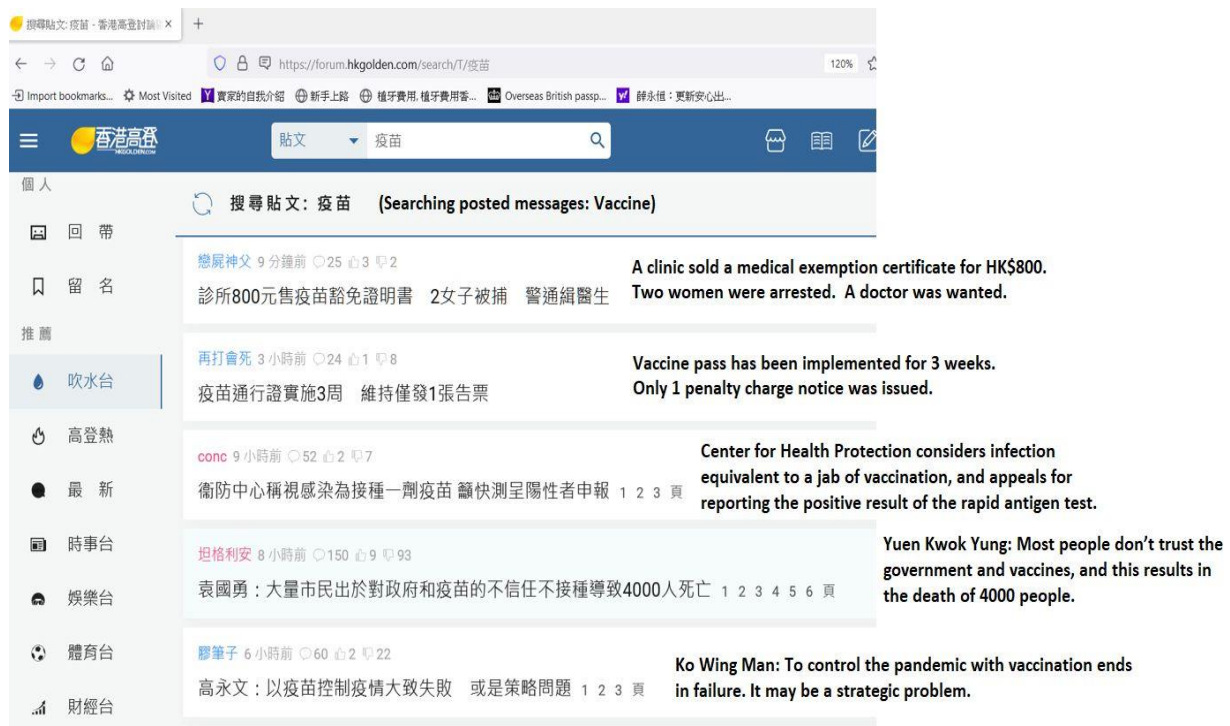 搜尋貼文: 疫苗 - 香港高登討論
https://forum.hkgolden.com/search/T/疫苗
120%
Import bookmarks... Most Visited 賣家的自我介紹 新手上路 植牙費用, 植牙費用香... Overseas British passp... 薛永恒：更新安心出...
香港高登
HKGOLDEN.COM
貼文 疫苗
個人
回帶
留名
推薦
吹水台
高登熱
最新
時事台
娛樂台
體育台
財經台
搜尋貼文: 疫苗 (Searching posted messages: Vaccine)
戀屍神父 9 分鐘前 25 3 2
診所800元售疫苗豁免證明書 2女子被捕 警通緝醫生
A clinic sold a medical exemption certificate for HK$800.
Two women were arrested. A doctor was wanted.
再打會死 3 小時前 24 1 8
疫苗通行證實施3周 維持僅發1張告票
Vaccine pass has been implemented for 3 weeks.
Only 1 penalty charge notice was issued.
conc 9 小時前 52 2 7
衞防中心稱視感染為接種一劑疫苗 籲快測呈陽性者申報 1 2 3 頁
Center for Health Protection considers infection
equivalent to a jab of vaccination, and appeals for
reporting the positive result of the rapid antigen test.
坦格利安 8 小時前 150 9 93
袁國勇：大量市民出於對政府和疫苗的不信任不接種導致4000人死亡 1 2 3 4 5 6 頁
Yuen Kwok Yung: Most people don't trust the
government and vaccines, and this results in
the death of 4000 people.
膠筆子 6 小時前 60 2 22
高永文：以疫苗控制疫情大致失敗 或是策略問題 1 2 3 頁
Ko Wing Man: To control the pandemic with vaccination ends
in failure. It may be a strategic problem.